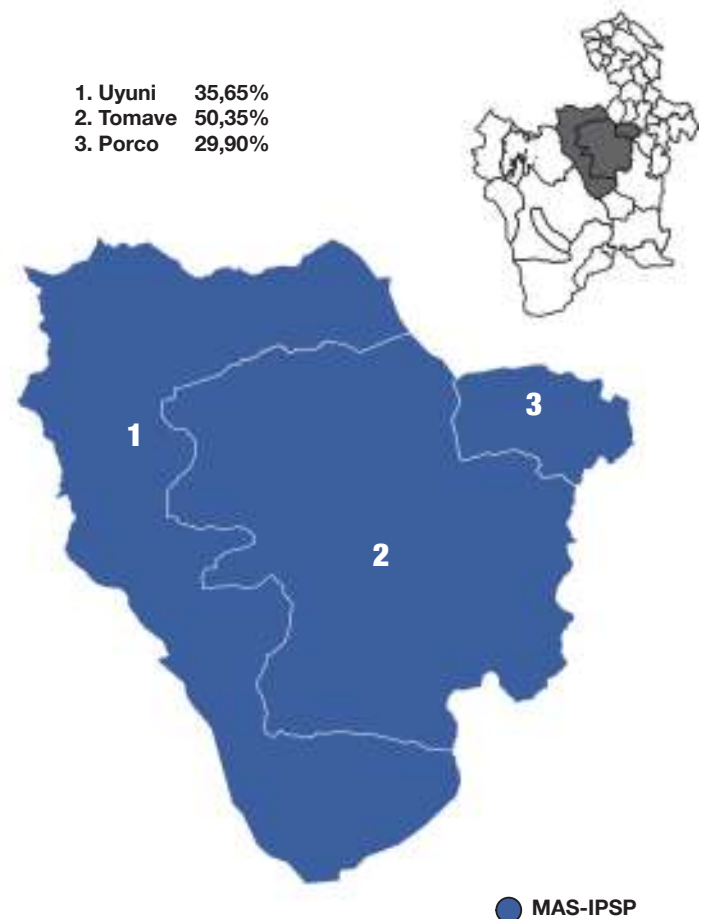 1. Uyuni 35,65%
2. Tomave 50,35%
3. Porco 29,90%
3
1
2
MAS-IPSP